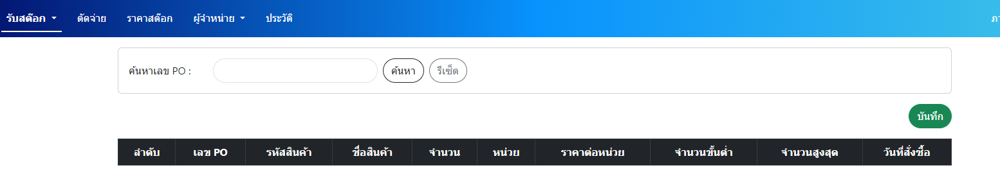 รับสต๊อก ตัดจ่าย ราคาสต๊อก ผู้จำหน่าย ประวัติ
ค้นหาเลข PO : ค้นหา รีเซ็ต
บันทึก
ลำดับ เลข PO รหัสสินค้า ชื่อสินค้า จำนวน หน่วย ราคาต่อหน่วย จำนวนขั้นต่ำ จำนวนสูงสุด วันที่สั่งซื้อ